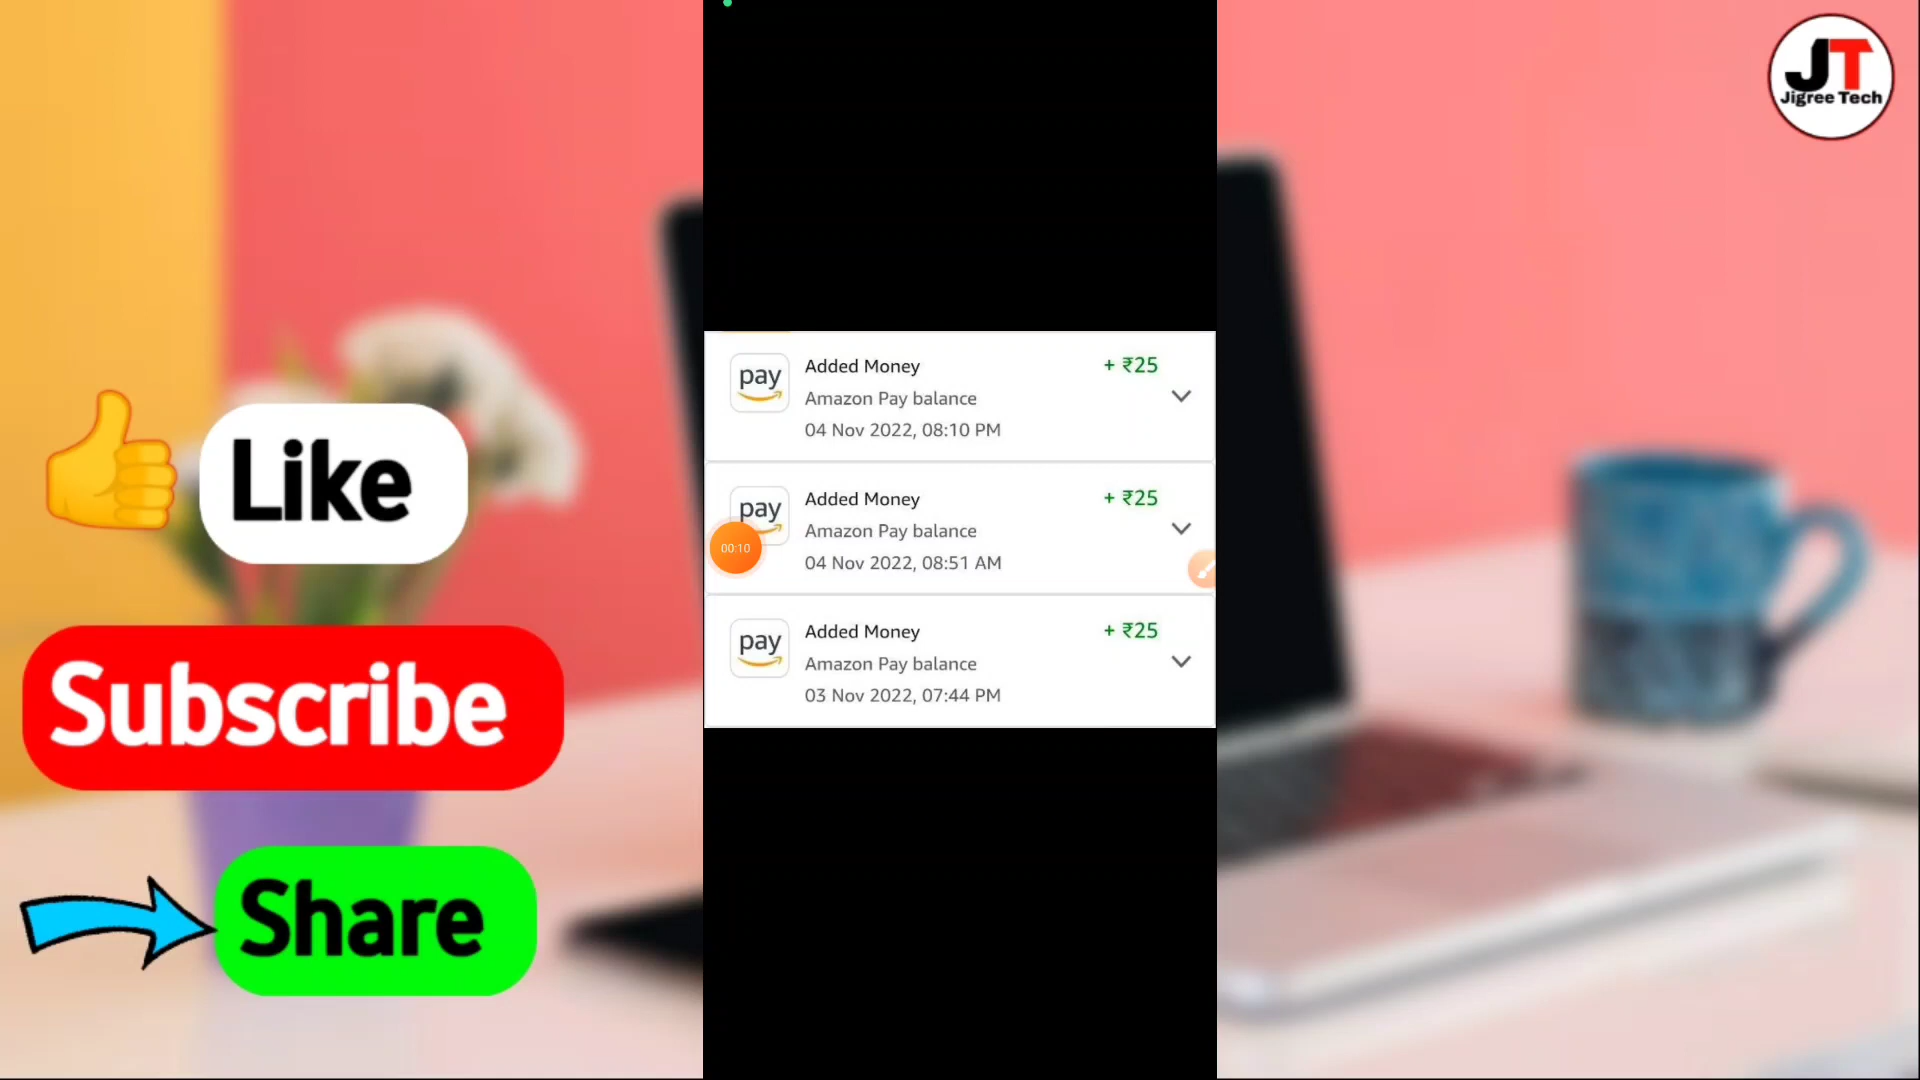 JT
Jigree Tech
pay
Added Money
+ ₹25
Amazon Pay balance
04 Nov 2022, 08:10 PM
pay
Added Money
+ ₹25
Amazon Pay balance
04 Nov 2022, 08:51 AM
00:10
pay
Added Money
+ ₹25
Amazon Pay balance
03 Nov 2022, 07:44 PM
Like
Subscribe
Share